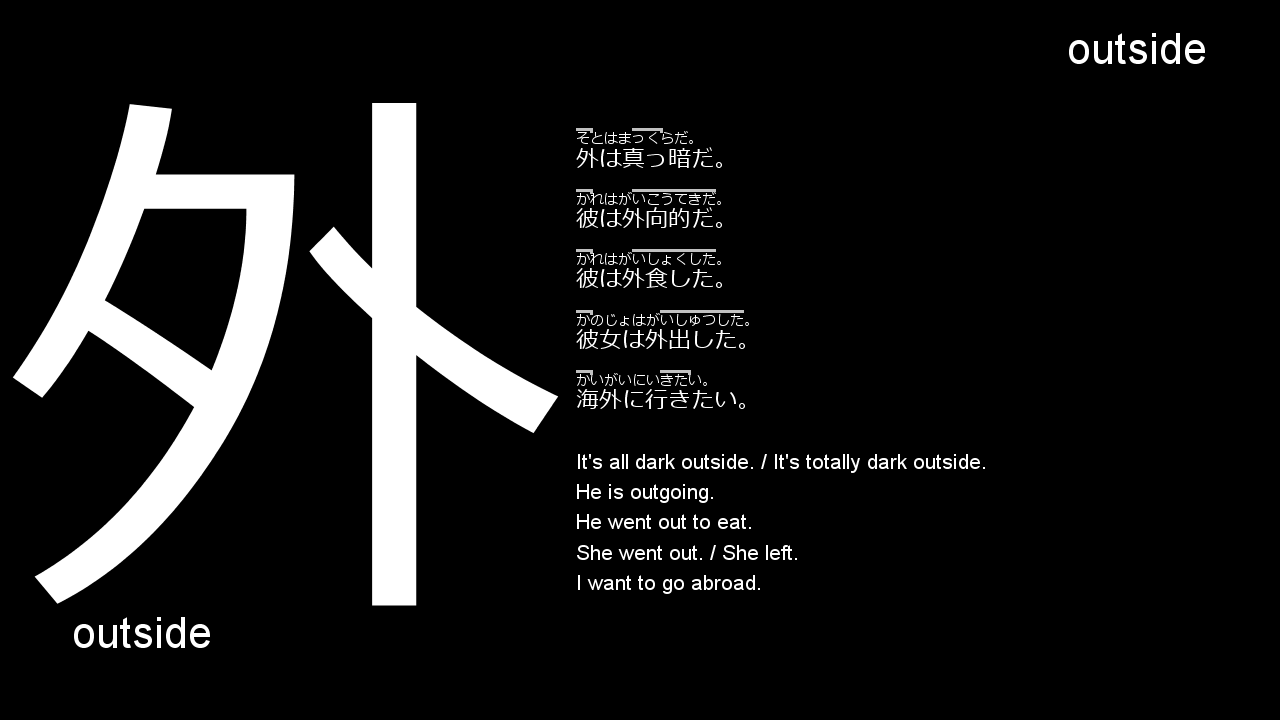 outside
外
そとはまっくらだ。
外は真っ暗だ。
かれはがいこうてきだ。
彼は外向的だ。
かれはがいしょくした。
彼は外食した。
かのじょはがいしゅつした。
彼女は外出した。
かいがいにいきたい。
海外に行きたい。
It's all dark outside. / It's totally dark outside.
He is outgoing.
He went out to eat.
She went out. / She left.
I want to go abroad.
outside